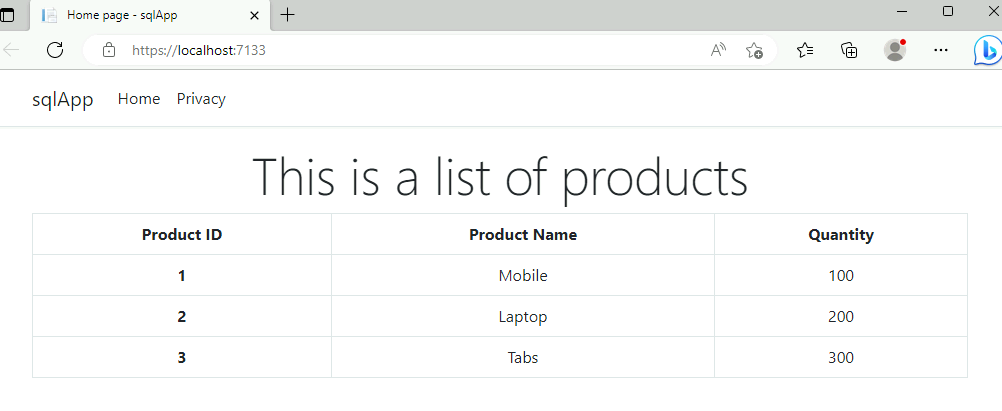 Home page - sqlApp
https://localhost:7133
sqlApp Home Privacy
This is a list of products
Product ID Product Name Quantity
1 Mobile 100
2 Laptop 200
3 Tabs 300